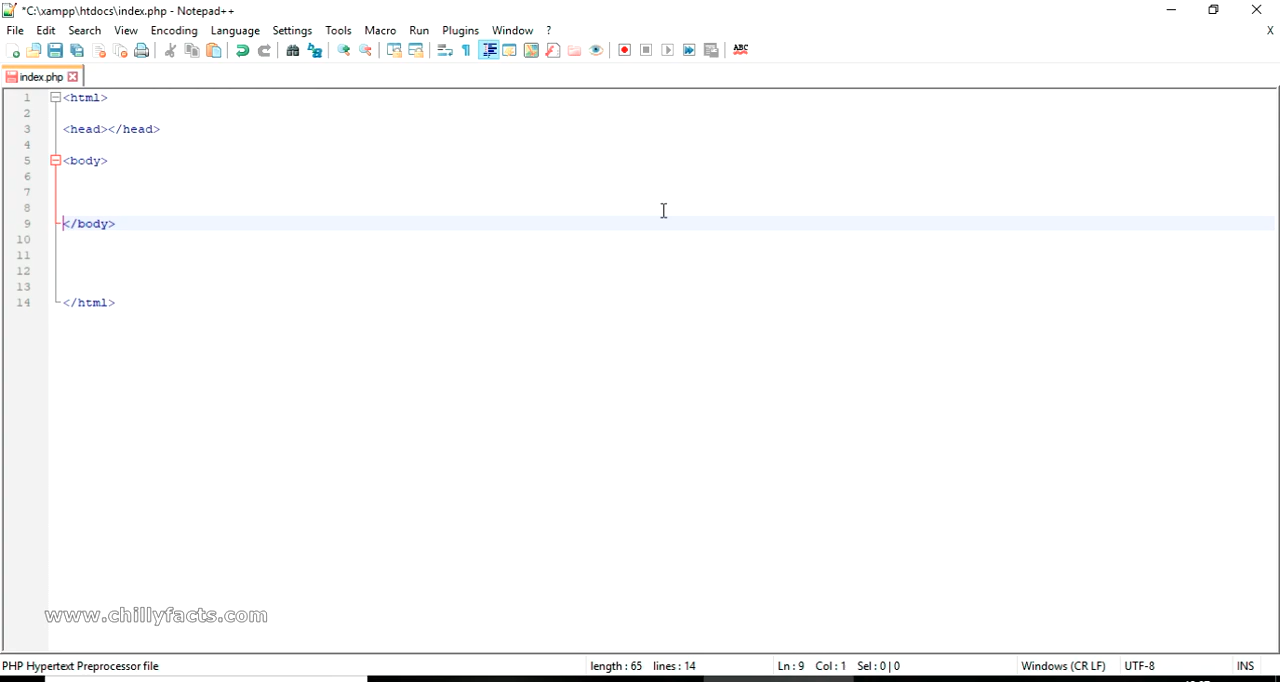 *C:\xampp\htdocs\index.php - Notepad++
File Edit Search View Encoding Language Settings Tools Macro Run Plugins Window ? X
ABC
index.php
1 <html>
2
3 <head></head>
4
5 <body>
6
7
8
9 </body>
10
11
12
13
14 </html>
www.chillyfacts.com
PHP Hypertext Preprocessor file length : 65 lines : 14 Ln : 9 Col : 1 Sel : 0 | 0 Windows (CR LF) UTF-8 INS